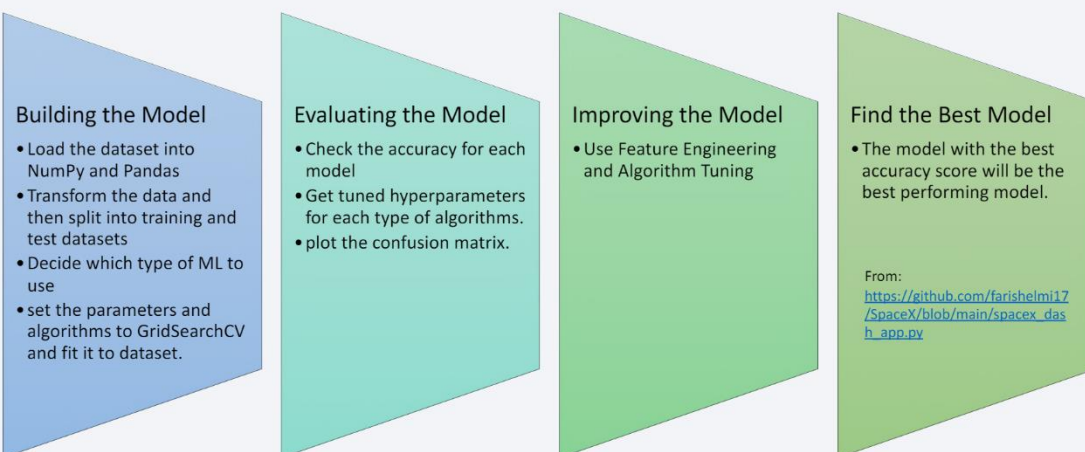 Building the Model
• Load the dataset into
NumPy and Pandas
• Transform the data and
then split into training and
test datasets
• Decide which type of ML to
use
• set the parameters and
algorithms to GridSearchCV
and fit it to dataset.
Evaluating the Model
• Check the accuracy for each
model
• Get tuned hyperparameters
for each type of algorithms.
• plot the confusion matrix.
Improving the Model
• Use Feature Engineering
and Algorithm Tuning
Find the Best Model
• The model with the best
accuracy score will be the
best performing model.
From:
https://github.com/farishelmi17
/SpaceX/blob/main/spacex_das
h_app.py